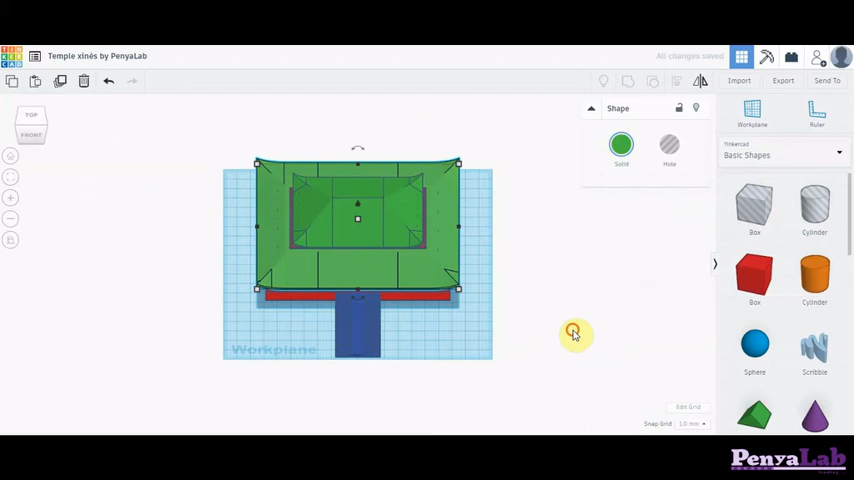 TIN
KER
CAD
Temple xinès by PenyaLab
All changes saved
Import
Export
Send To
TOP
FRONT
Shape
Solid
Hole
Workplane
Ruler
Tinkercad
Basic Shapes
Box
Cylinder
Box
Cylinder
Sphere
Scribble
Workplane
Edit Grid
Snap Grid 1.0 mm
PenyaLab